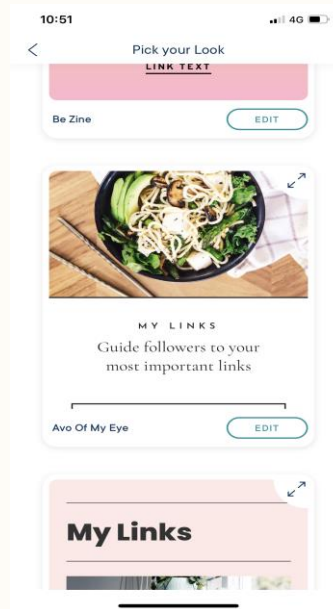 10:51 4G
Pick your Look
LINK TEXT
Be Zine EDIT
MY LINKS
Guide followers to your
most important links
Avo Of My Eye EDIT
My Links